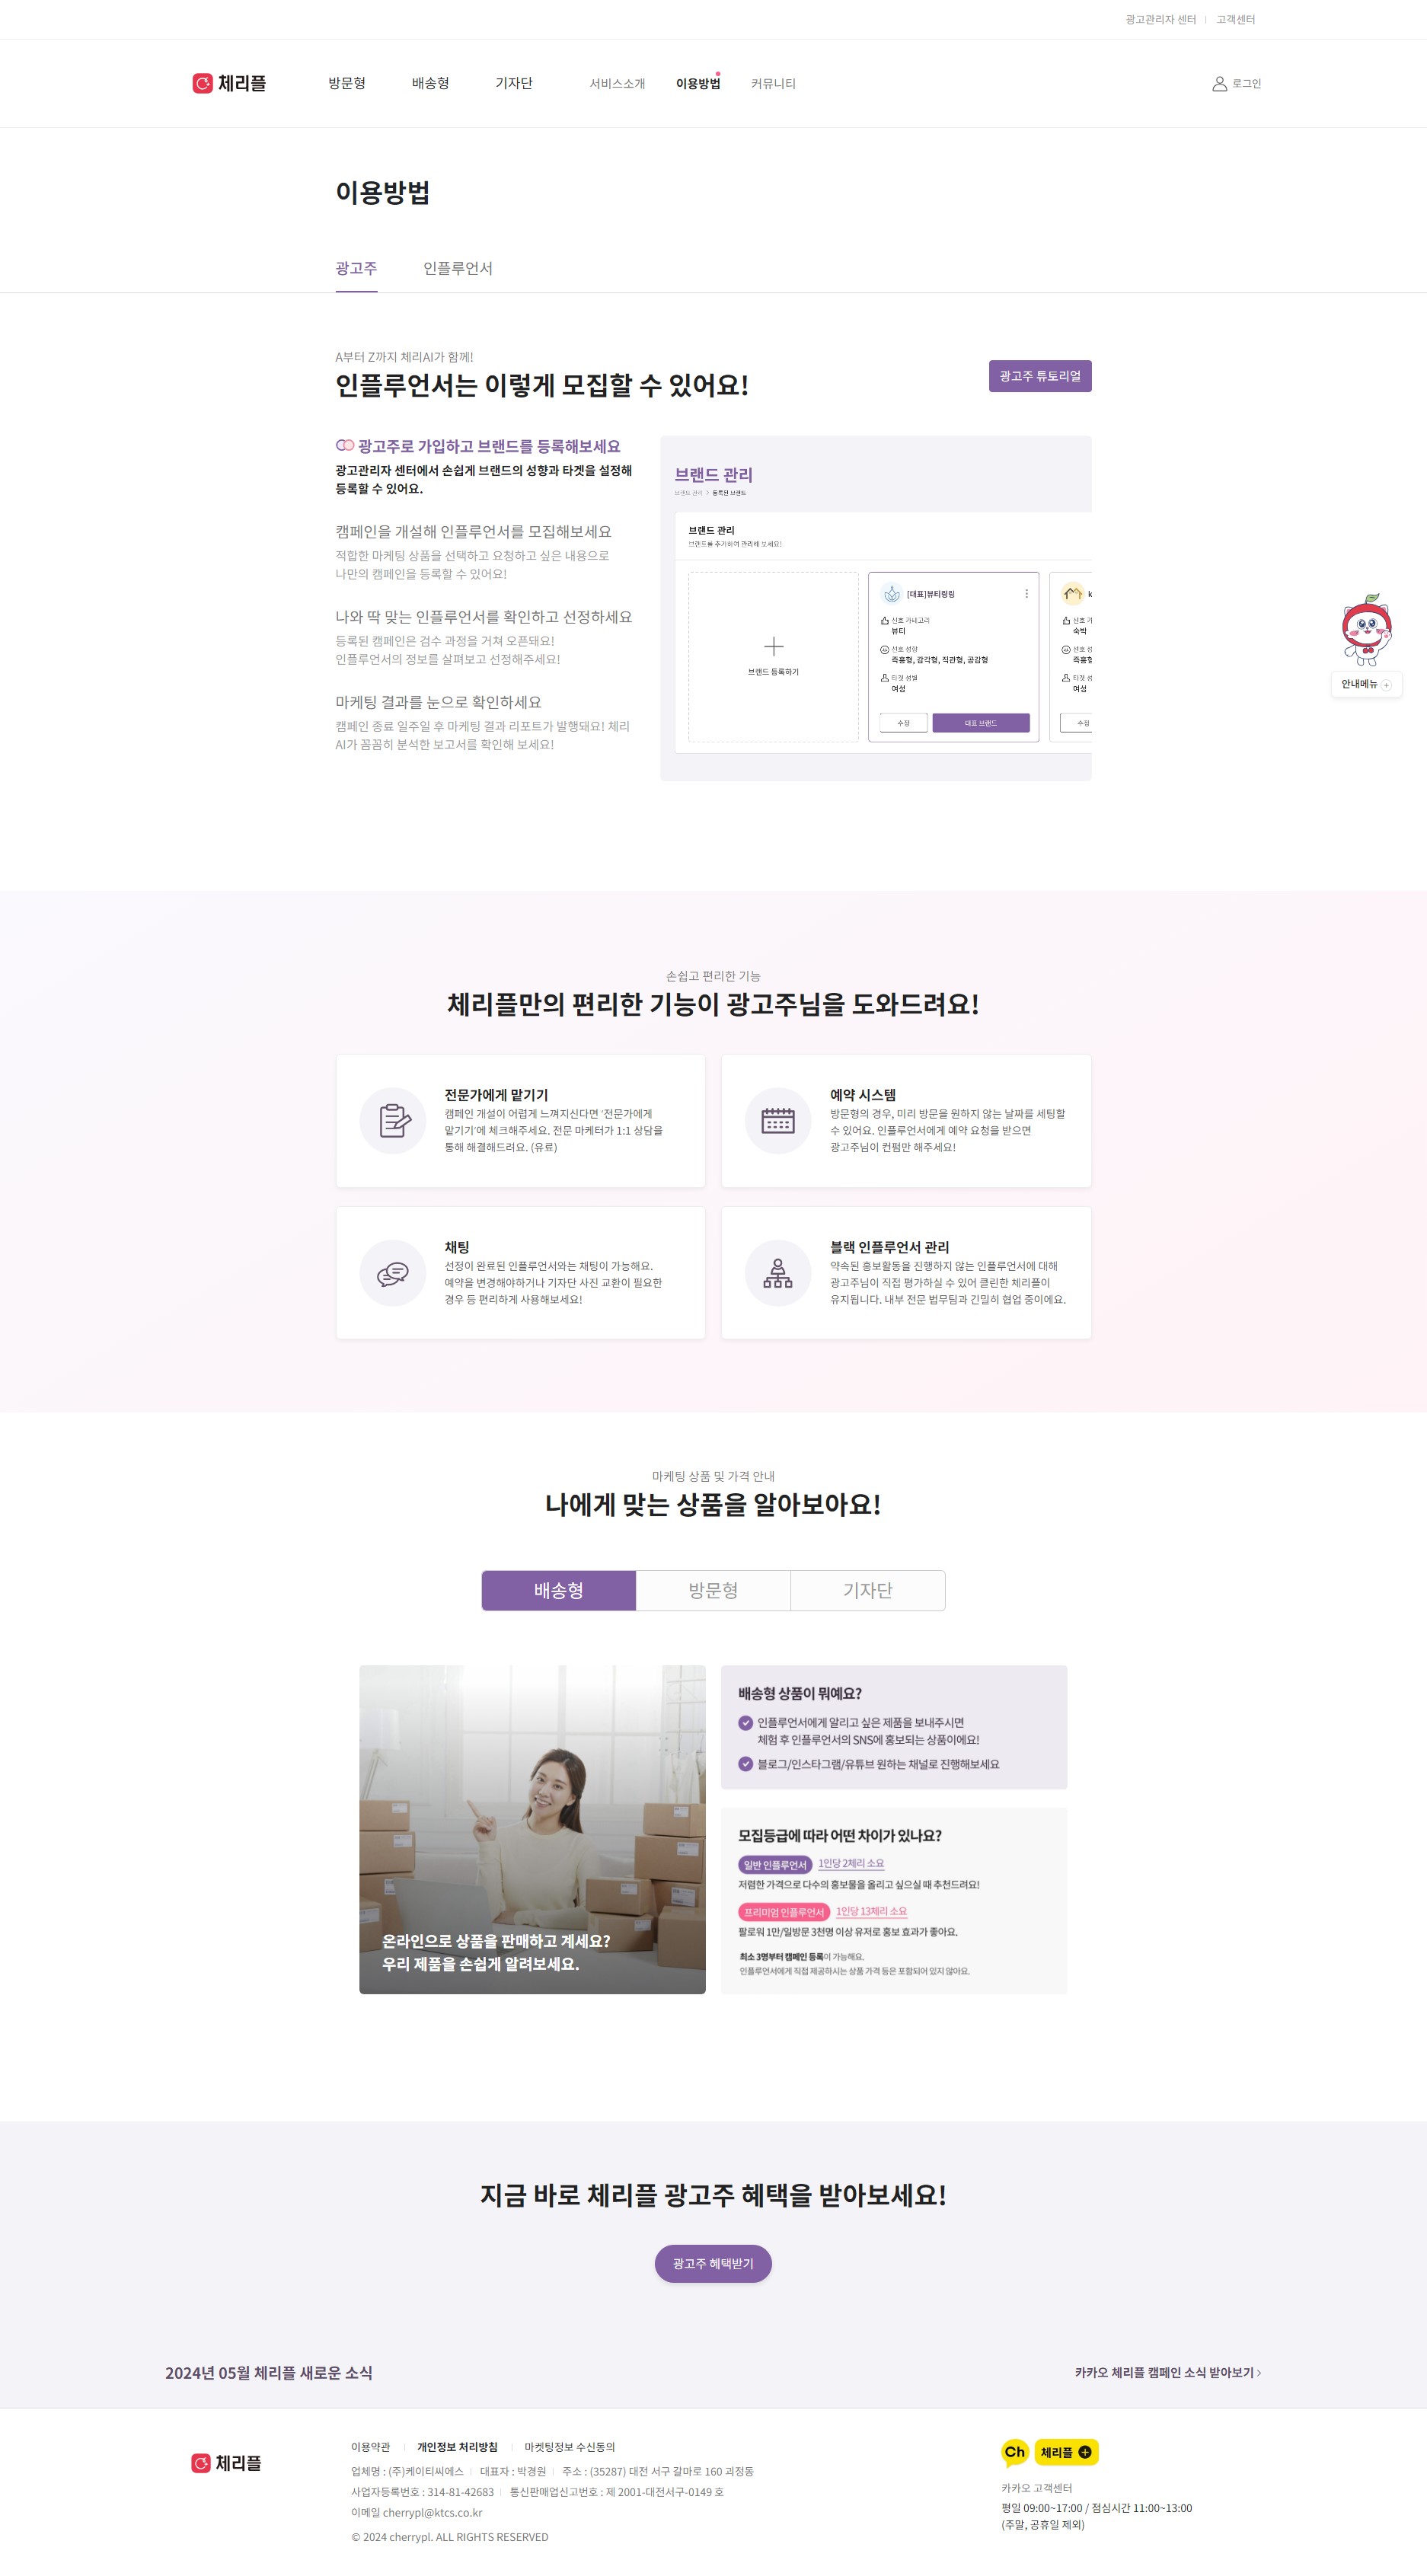 광고관리자 센터
고객센터
체리플
방문형
배송형
기자단
서비스소개
이용방법
커뮤니티
로그인
이용방법
광고주
인플루언서
A부터 Z까지 체리AI가 함께!
인플루언서는 이렇게 모집할 수 있어요!
광고주 튜토리얼
광고주로 가입하고 브랜드를 등록해보세요
광고관리자 센터에서 손쉽게 브랜드의 성향과 타겟을 설정해
등록할 수 있어요.
캠페인을 개설해 인플루언서를 모집해보세요
적합한 마케팅 상품을 선택하고 요청하고 싶은 내용으로
나만의 캠페인을 등록할 수 있어요!
나와 딱 맞는 인플루언서를 확인하고 선정하세요
등록된 캠페인은 검수 과정을 거쳐 오픈돼요!
인플루언서의 정보를 살펴보고 선정해주세요!
마케팅 결과를 눈으로 확인하세요
캠페인 종료 일주일 후 마케팅 결과 리포트가 발행돼요! 체리
AI가 꼼꼼히 분석한 보고서를 확인해 보세요!
브랜드 관리
브랜드 관리 > 등록된 브랜드
브랜드 관리
브랜드를 추가하여 관리해 보세요!
브랜드 등록하기
[대표]뷰티링링
선호 카테고리
뷰티
선호 성향
즉흥형, 감각형, 직관형, 공감형
타겟 성별
여성
수정
대표 브랜드
k
선호 카
숙박
선호 성
즉흥형
타겟 성
여성
수정
안내메뉴
손쉽고 편리한 기능
체리플만의 편리한 기능이 광고주님을 도와드려요!
전문가에게 맡기기
캠페인 개설이 어렵게 느껴지신다면 '전문가에게
맡기기'에 체크해주세요. 전문 마케터가 1:1 상담을
통해 해결해드려요. (유료)
예약 시스템
방문형의 경우, 미리 방문을 원하지 않는 날짜를 세팅할
수 있어요. 인플루언서에게 예약 요청을 받으면
광고주님이 컨펌만 해주세요!
채팅
선정이 완료된 인플루언서와는 채팅이 가능해요.
예약을 변경해야하거나 기자단 사진 교환이 필요한
경우 등 편리하게 사용해보세요!
블랙 인플루언서 관리
약속된 홍보활동을 진행하지 않는 인플루언서에 대해
광고주님이 직접 평가하실 수 있어 클린한 체리플이
유지됩니다. 내부 전문 법무팀과 긴밀히 협업 중이에요.
마케팅 상품 및 가격 안내
나에게 맞는 상품을 알아보아요!
배송형
방문형
기자단
온라인으로 상품을 판매하고 계세요?
우리 제품을 손쉽게 알려보세요.
배송형 상품이 뭐예요?
인플루언서에게 알리고 싶은 제품을 보내주시면
체험 후 인플루언서의 SNS에 홍보되는 상품이에요!
블로그/인스타그램/유튜브 원하는 채널로 진행해보세요
모집등급에 따라 어떤 차이가 있나요?
일반 인플루언서 1인당 2체리 소요
저렴한 가격으로 다수의 홍보물을 올리고 싶으실 때 추천드려요!
프리미엄 인플루언서 1인당 13체리 소요
팔로워 1만/일방문 3천명 이상 유저로 홍보 효과가 좋아요.
최소 3명부터 캠페인 등록이 가능해요.
인플루언서에게 직접 제공하시는 상품 가격 등은 포함되어 있지 않아요.
지금 바로 체리플 광고주 혜택을 받아보세요!
광고주 혜택받기
2024년 05월 체리플 새로운 소식
카카오 체리플 캠페인 소식 받아보기 >
체리플
이용약관
개인정보 처리방침
마켓팅정보 수신동의
업체명 : (주)케이티씨에스 | 대표자 : 박경원 | 주소 : (35287) 대전 서구 갈마로 160 괴정동
사업자등록번호 : 314-81-42683 | 통신판매업신고번호 : 제 2001-대전서구-0149 호
이메일 cherrypl@ktcs.co.kr
© 2024 cherrypl. ALL RIGHTS RESERVED
Ch 체리플
카카오 고객센터
평일 09:00~17:00 / 점심시간 11:00~13:00
(주말, 공휴일 제외)